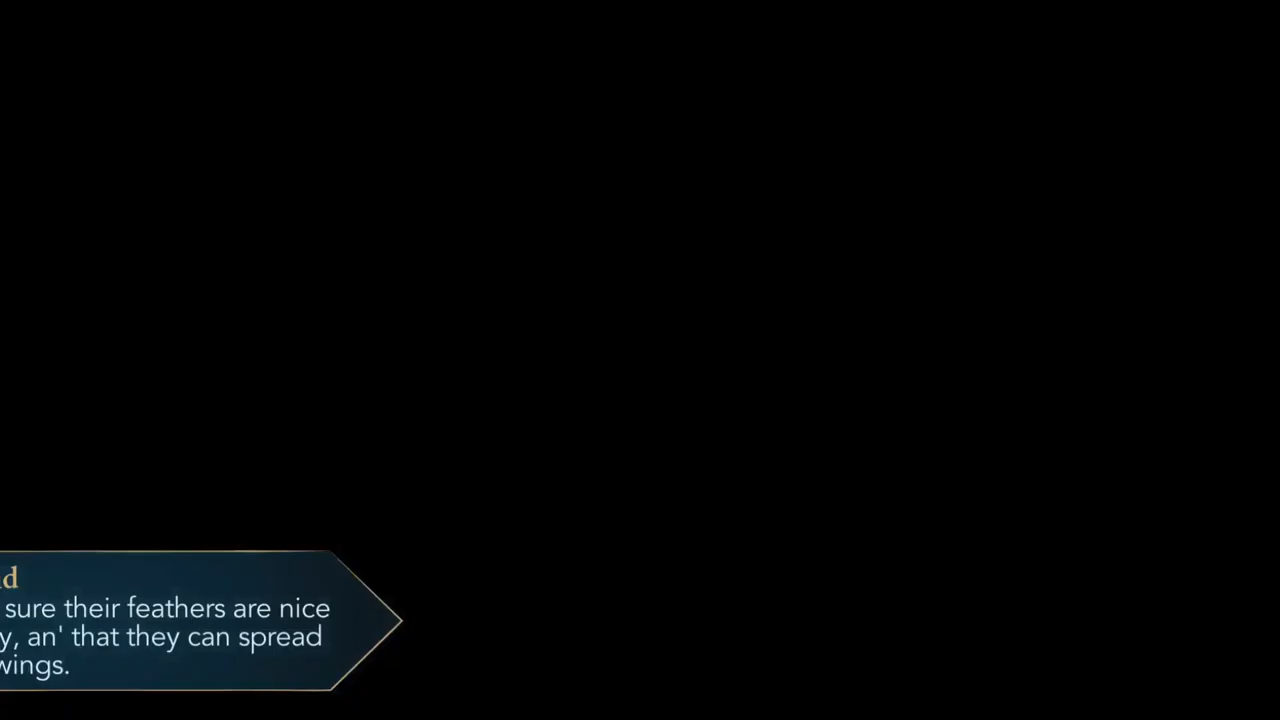 sure their feathers are nice
an' that they can spread
wings.